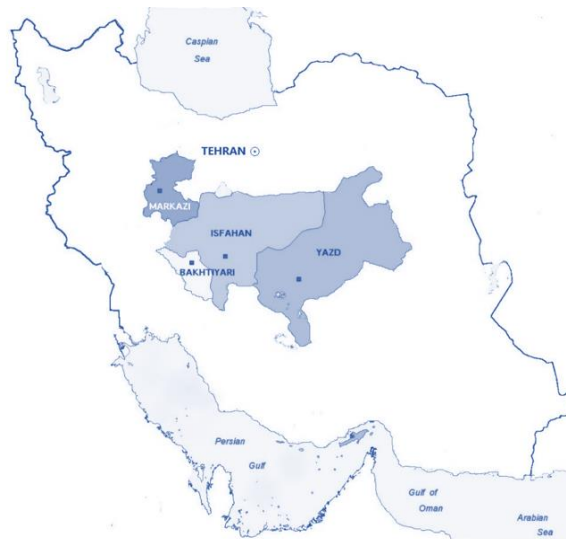 Caspian
Sea
TEHRAN
MARKAZI
ISFAHAN
YAZD
BAKHTIYARI
Persian
Gulf
Gulf of
Oman
Arabian
Sea